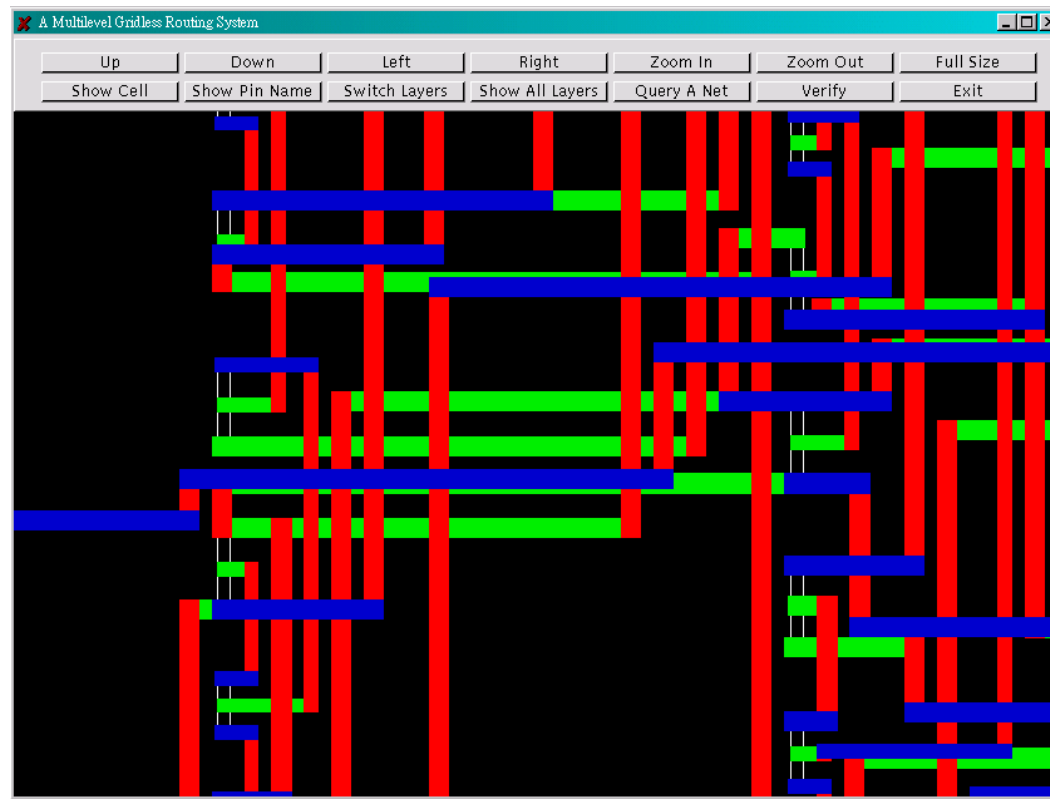 A Multilevel Gridless Routing System
Up Down Left Right Zoom In Zoom Out Full Size
Show Cell Show Pin Name Switch Layers Show All Layers Query A Net Verify Exit